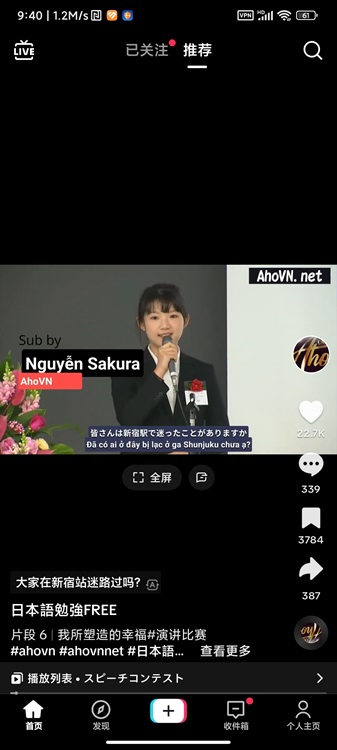 9:40 | 1.2M/s
VPN
HD
61
LIVE
已关注
推荐
AhoVN.net
Sub by
Nguyễn Sakura
AhoVN
皆さんは新宿駅で迷ったことがありますか
Đã có ai ở đây bị lạc ở ga Shunjuku chưa ạ?
22.7K
全屏
339
3784
387
大家在新宿站迷路过吗?
日本語勉強FREE
片段 6 | 我所塑造的幸福#演讲比赛
#ahovn #ahovnnet #日本語... 查看更多
播放列表 • スピーチコンテスト
首页
发现
收件箱
个人主页